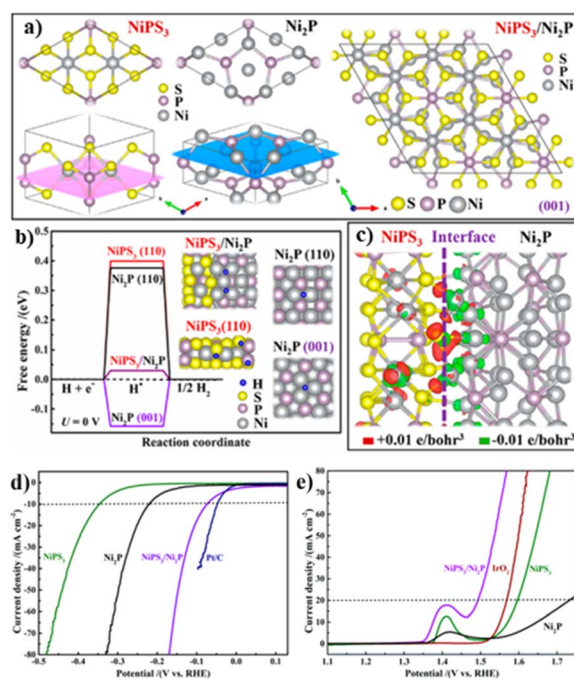 a)
NiPS3
Ni2P
NiPS3/Ni2P
S
P
Ni
S
P
Ni
b
a
b
a
S P Ni
(001)
b)
Free energy /(eV)
0.5
0.4
0.3
0.2
0.1
0.0
-0.1
NiPS3 (110)
Ni2P (110)
NiPS3/Ni2P
Ni2P (001)
H + e-
H*
1/2 H2
U = 0 V
Reaction coordinate
NiPS3/Ni2P
Ni2P (110)
NiPS3(110)
Ni2P (001)
H
S
P
Ni
c)
NiPS3 Interface Ni2P
+0.01 e/bohr3 -0.01 e/bohr3
d)
Current density /(mA cm-2)
0
-10
-20
-30
-40
-50
-60
-70
-80
NiPS3
Ni2P
NiPS3/Ni2P
Pt/C
-0.5 -0.4 -0.3 -0.2 -0.1 0.0 0.1
Potential /(V vs. RHE)
e)
Current density /(mA cm-2)
80
70
60
50
40
30
20
10
0
NiPS3/Ni2P
IrO2
NiPS3
Ni2P
1.1 1.2 1.3 1.4 1.5 1.6 1.7
Potential /(V vs. RHE)